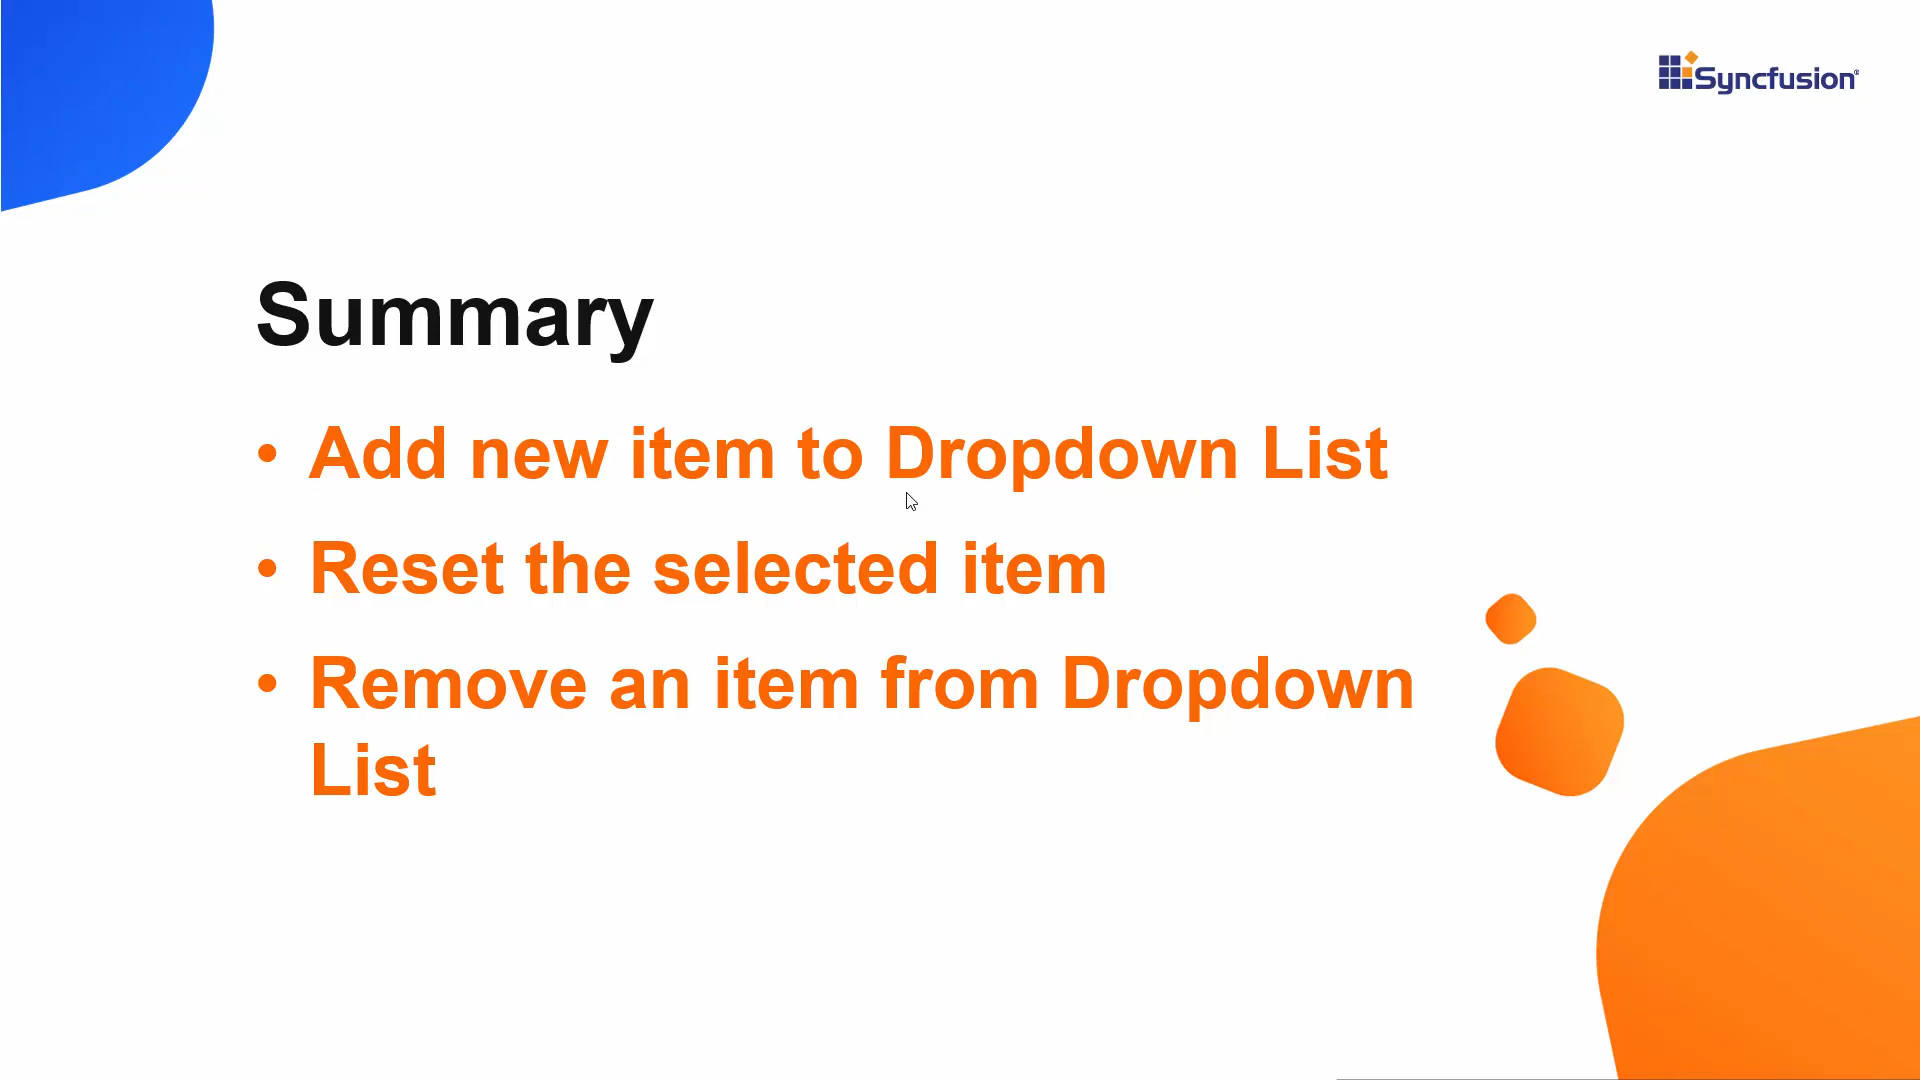 Syncfusion
Summary
• Add new item to Dropdown List
• Reset the selected item
• Remove an item from Dropdown
List